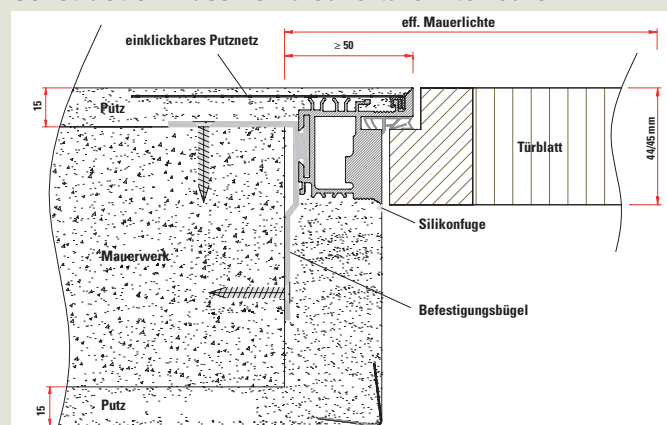 eff. Mauerlichte
einklickbares Putznetz
≥ 50
15
Putz
Türblatt
44/45 mm
Silikonfuge
Mauerwerk
Befestigungsbügel
15
Putz